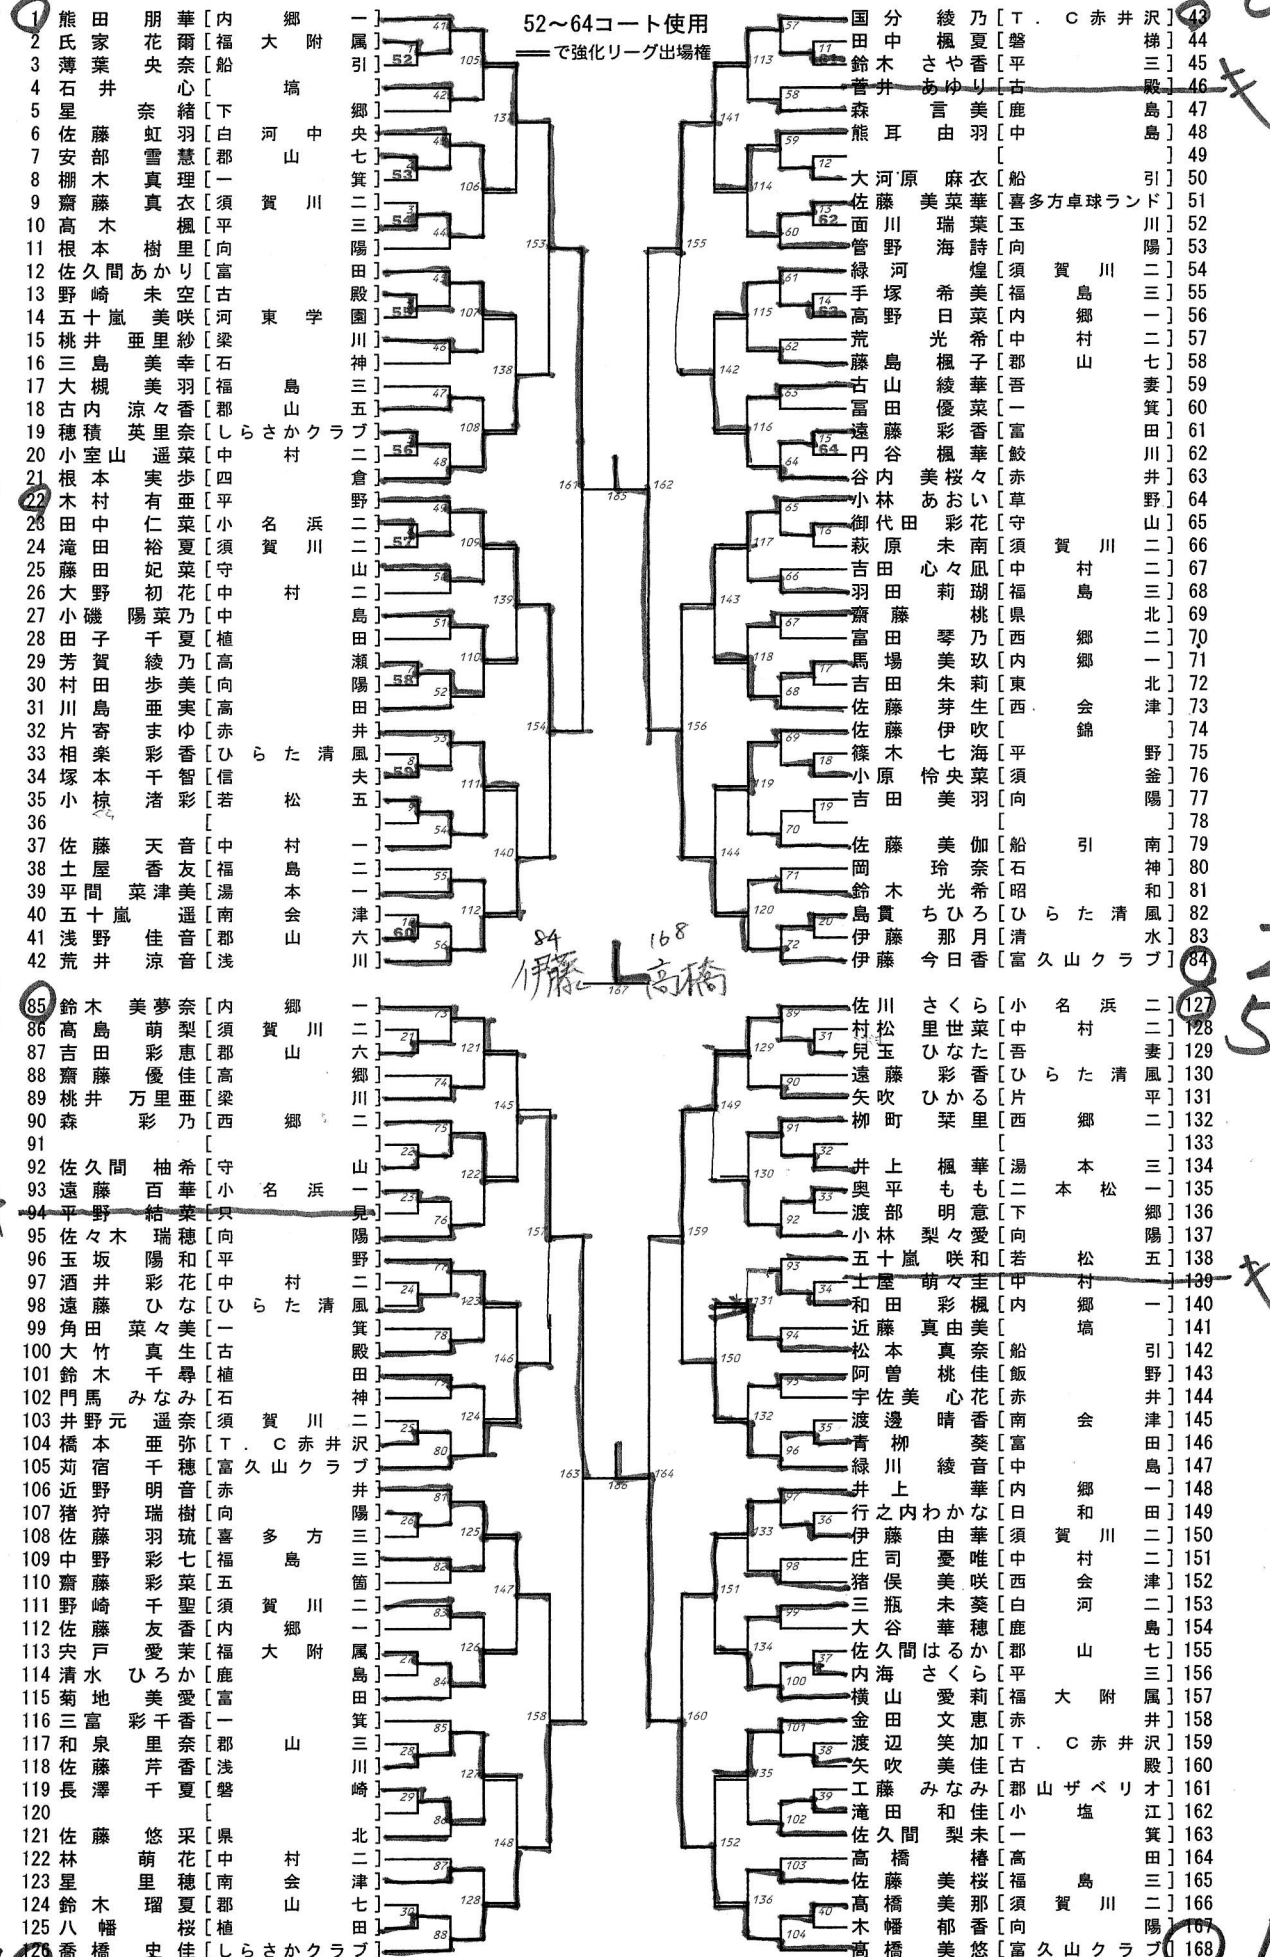 52～64コート使用
══で強化リーグ出場権
1 熊田 朋華[内郷一]
2 氏家 花爾[福大附属]
3 薄葉 央奈[船引]
4 石井 心[塙]
5 星 奈緒[下郷]
6 佐藤 虹羽[白河中央]
7 安部 雪慧[郡山七]
8 棚木 真理[一箕]
9 齋藤 真衣[須賀川二]
10 髙木 楓[平三]
11 根本 樹里[向陽]
12 佐久間あかり[富田]
13 野崎 未空[古殿]
14 五十嵐 美咲[河東学園]
15 桃井 亜里紗[梁川]
16 三島 美幸[石神]
17 大槻 美羽[福島三]
18 古内 涼々香[郡山五]
19 穂積 英里奈[しらさかクラブ]
20 小室山 遥菜[中村二]
21 根本 実歩[四倉]
22 木村 有亜[平野]
23 田中 仁菜[小名浜二]
24 滝田 裕夏[須賀川二]
25 藤田 妃菜[守山]
26 大野 初花[中村二]
27 小磯 陽菜乃[中島]
28 田子 千夏[植田]
29 芳賀 綾乃[高瀬]
30 村田 歩美[向陽]
31 川島 亜実[高田]
32 片寄 まゆ[赤井]
33 相楽 彩香[ひらた清風]
34 塚本 千智[信夫]
35 小椋 渚彩[若松五]
36 [ ]
37 佐藤 天音[中村一]
38 土屋 香友[福島二]
39 平間 菜津美[湯本一]
40 五十嵐 遥[南会津]
41 浅野 佳音[郡山六]
42 荒井 涼音[浅川]
国分 綾乃[T.C赤井沢] 43
田中 楓夏[磐梯] 44
鈴木 さや香[平三] 45
菅井 あゆり[古殿] 46
森 言美[鹿島] 47
熊耳 由羽[中島] 48
[ ] 49
大河原 麻衣[船引] 50
佐藤 美菜華[喜多方卓球ランド] 51
面川 瑞葉[玉川] 52
管野 海詩[向陽] 53
緑河 煌[須賀川二] 54
手塚 希美[福島三] 55
高野 日菜[内郷一] 56
荒 光希[中村二] 57
藤島 楓子[郡山七] 58
古山 綾華[吾妻] 59
冨田 優菜[一箕] 60
遠藤 彩香[富田] 61
円谷 楓華[鮫川] 62
谷内 美桜々[赤井] 63
小林 あおい[草野] 64
御代田 彩花[守山] 65
萩原 未南[須賀川二] 66
吉田 心々凪[中村二] 67
羽田 莉瑚[福島三] 68
齋藤 桃[県北] 69
富田 琴乃[西郷二] 70
馬場 美玖[内郷一] 71
吉田 朱莉[東北] 72
佐藤 芽生[西会津] 73
佐藤 伊吹[錦] 74
篠木 七海[平野] 75
小原 怜央菜[須釜] 76
吉田 美羽[向陽] 77
[ ] 78
佐藤 美伽[船引南] 79
岡 玲奈[石神] 80
鈴木 光希[昭和] 81
島貫 ちひろ[ひらた清風] 82
伊藤 那月[清水] 83
伊藤 今日香[富久山クラブ] 84
84 168
伊藤 167 高橋
85 鈴木 美夢奈[内郷一]
86 高島 萌梨[須賀川二]
87 吉田 彩恵[郡山六]
88 齋藤 優佳[高郷]
89 桃井 万里亜[梁川]
90 森 彩乃[西郷二]
91 [ ]
92 佐久間 柚希[守山]
93 遠藤 百華[小名浜一]
94 平野 結菜[只見]
95 佐々木 瑞穂[向陽]
96 玉坂 陽和[平野]
97 酒井 彩花[中村二]
98 遠藤 ひな[ひらた清風]
99 角田 菜々美[一箕]
100 大竹 真生[古殿]
101 鈴木 千尋[植田]
102 門馬 みなみ[石神]
103 井野元 遥奈[須賀川二]
104 橋本 亜弥[T.C赤井沢]
105 苅宿 千穂[富久山クラブ]
106 近野 明音[赤井]
107 猪狩 瑞樹[向陽]
108 佐藤 羽琉[喜多方三]
109 中野 彩七[福島三]
110 齋藤 彩菜[五箇]
111 野崎 千聖[須賀川二]
112 佐藤 友香[内郷一]
113 宍戸 愛茉[福大附属]
114 清水 ひろか[鹿島]
115 菊地 美愛[富田]
116 三富 彩千香[一箕]
117 和泉 里奈[郡山三]
118 佐藤 芹香[浅川]
119 長澤 千夏[磐崎]
120 [ ]
121 佐藤 悠采[県北]
122 林 萌花[中村二]
123 星 里穂[南会津]
124 鈴木 瑠夏[郡山七]
125 八幡 桜[植田]
126 喬橋 史佳[しらさかクラブ]
佐川 さくら[小名浜二] 127
村松 里世菜[中村二] 128
兒玉 ひなた[吾妻] 129
遠藤 彩香[ひらた清風] 130
矢吹 ひかる[片平] 131
栁町 栞里[西郷二] 132
[ ] 133
井上 楓華[湯本三] 134
奥平 もも[二本松一] 135
渡部 明意[下郷] 136
小林 梨々愛[向陽] 137
五十嵐 咲和[若松五] 138
土屋 萌々圭[中村一] 139
和田 彩楓[内郷一] 140
近藤 真由美[塙] 141
松本 真奈[船引] 142
阿曽 桃佳[飯野] 143
宇佐美 心花[赤井] 144
渡邊 晴香[南会津] 145
青柳 葵[富田] 146
緑川 綾音[中島] 147
井上 華[内郷一] 148
行之内わかな[日和田] 149
伊藤 由華[須賀川二] 150
庄司 憂唯[中村二] 151
猪俣 美咲[西会津] 152
三瓶 未葵[白河二] 153
大谷 華穂[鹿島] 154
佐久間はるか[郡山七] 155
内海 さくら[平三] 156
横山 愛莉[福大附属] 157
金田 文恵[赤井] 158
渡辺 笑加[T.C赤井沢] 159
矢吹 美佳[古殿] 160
工藤 みなみ[郡山ザベリオ] 161
滝田 和佳[小塩江] 162
佐久間 梨未[一箕] 163
高橋 椿[高田] 164
佐藤 美桜[福島三] 165
髙橋 美那[須賀川二] 166
木幡 郁香[向陽] 167
髙橋 美悠[富久山クラブ] 168